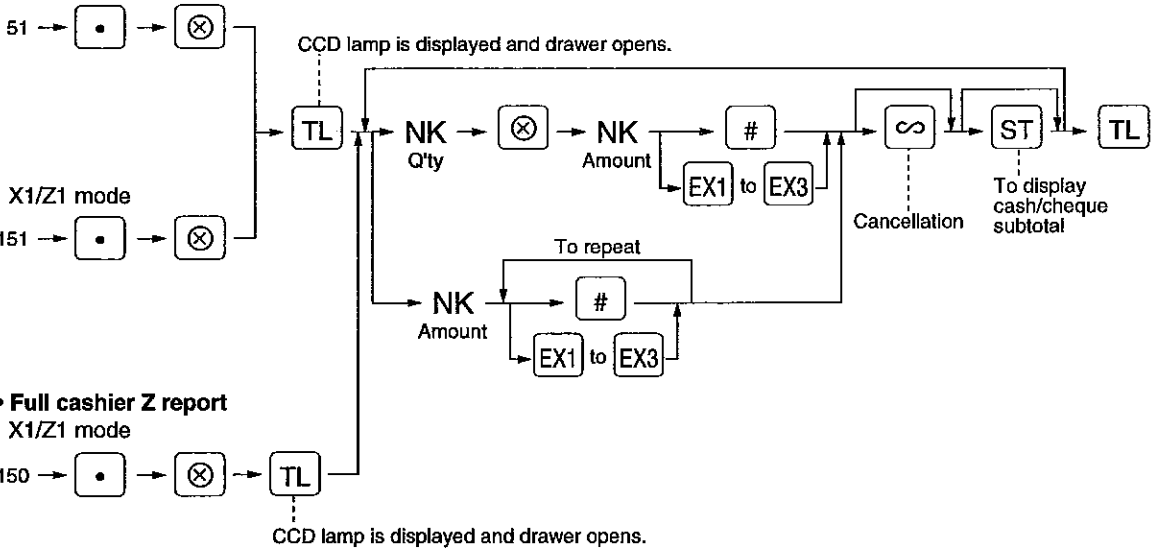 51 → • → ⊗
CCD lamp is displayed and drawer opens.
TL → NK → ⊗ → NK → # → ∽ → ST → TL
Q'ty
Amount
EX1 to EX3
Cancellation
To display
cash/cheque
subtotal
X1/Z1 mode
151 → • → ⊗
To repeat
NK → #
Amount
EX1 to EX3
• Full cashier Z report
X1/Z1 mode
150 → • → ⊗ → TL
CCD lamp is displayed and drawer opens.